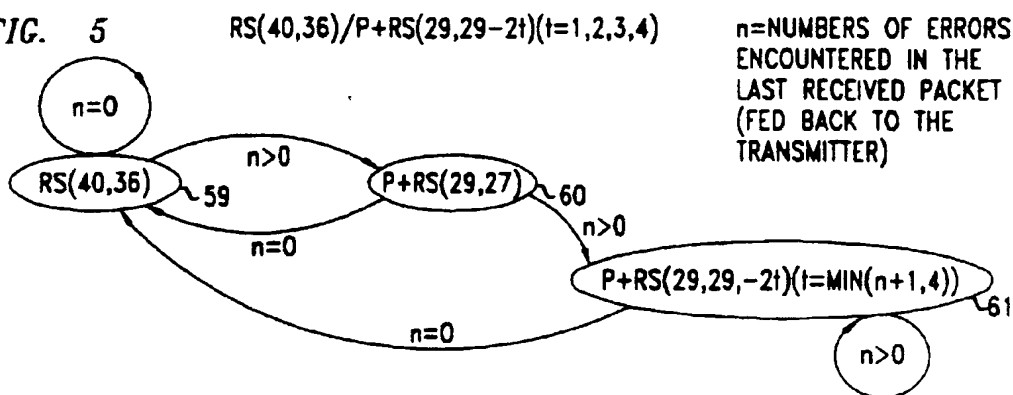 FIG. 5
RS(40,36)/P+RS(29,29-2t)(t=1,2,3,4)
n=NUMBERS OF ERRORS
ENCOUNTERED IN THE
LAST RECEIVED PACKET
(FED BACK TO THE
TRANSMITTER)
n=0
n>0
RS(40,36)
59
P+RS(29,27)
60
n=0
n>0
P+RS(29,29,-2t)(t=MIN(n+1,4))
61
n=0
n>0